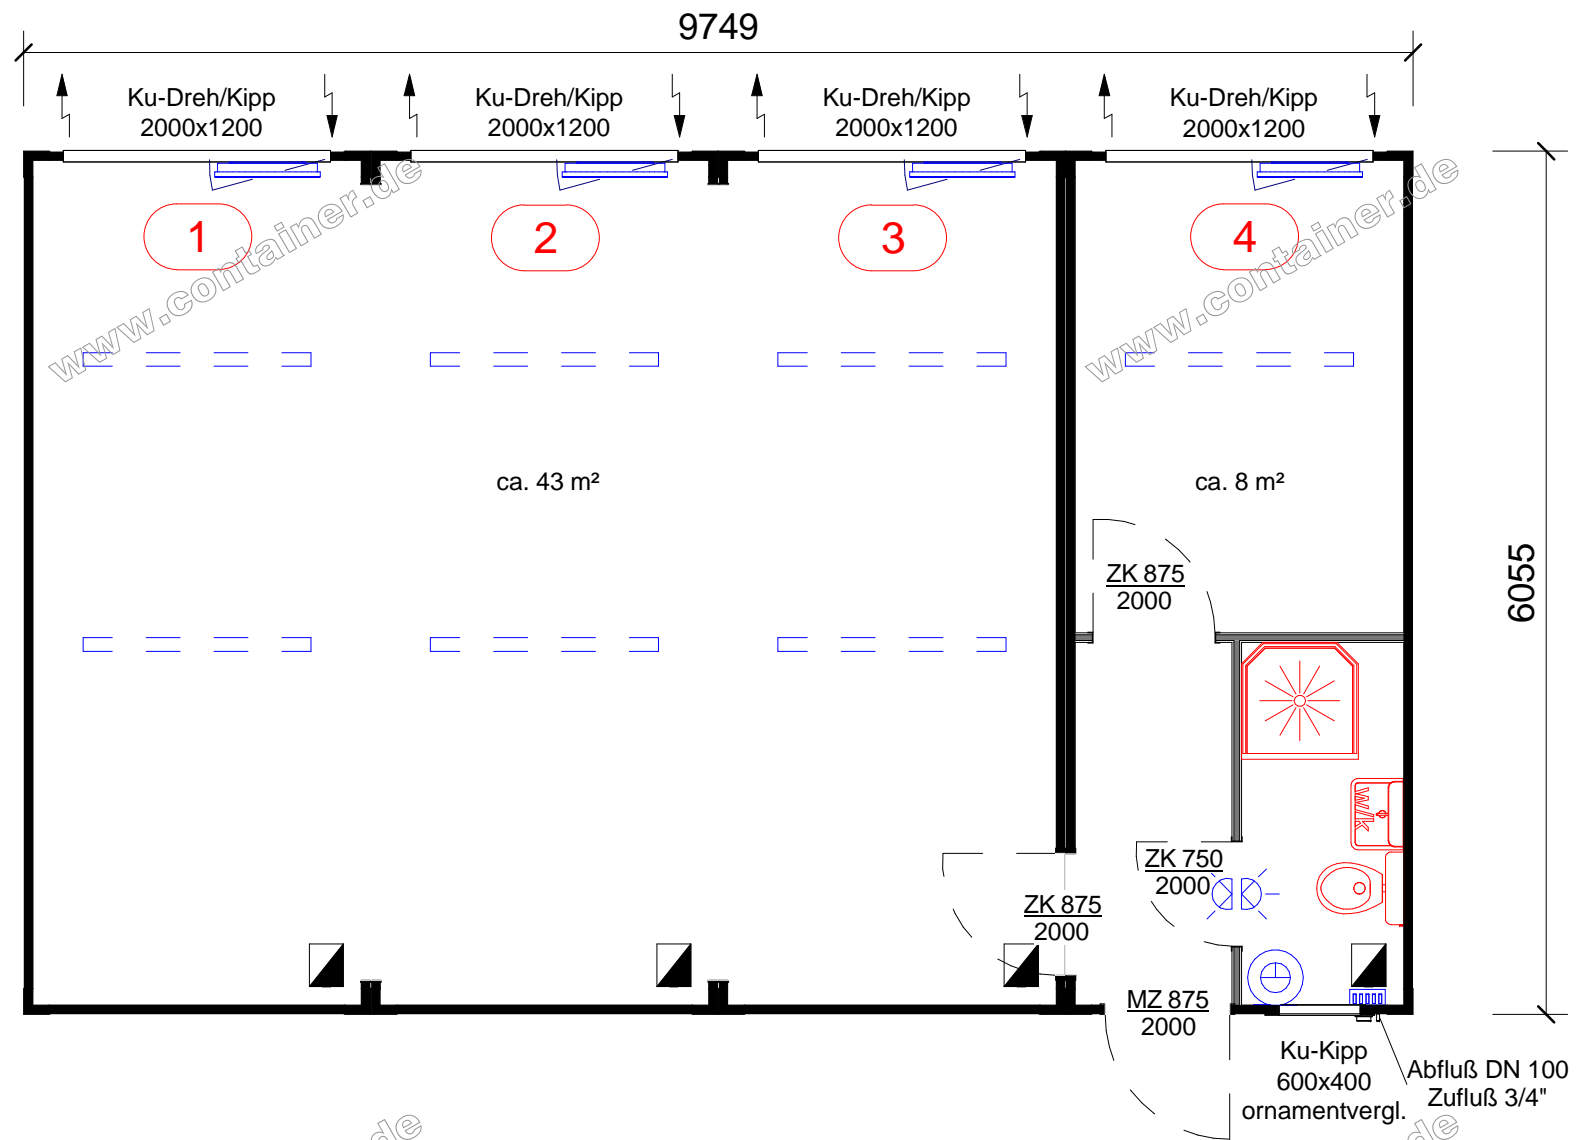 9749
Ku-Dreh/Kipp
2000x1200
Ku-Dreh/Kipp
2000x1200
Ku-Dreh/Kipp
2000x1200
Ku-Dreh/Kipp
2000x1200
1
2
3
4
www.container.de
www.container.de
ca. 43 m²
ca. 8 m²
6055
ZK 875
2000
w/k
ZK 750
2000
ZK 875
2000
MZ 875
2000
Ku-Kipp
600x400
ornamentvergl.
Abfluß DN 100
Zufluß 3/4"
de
de